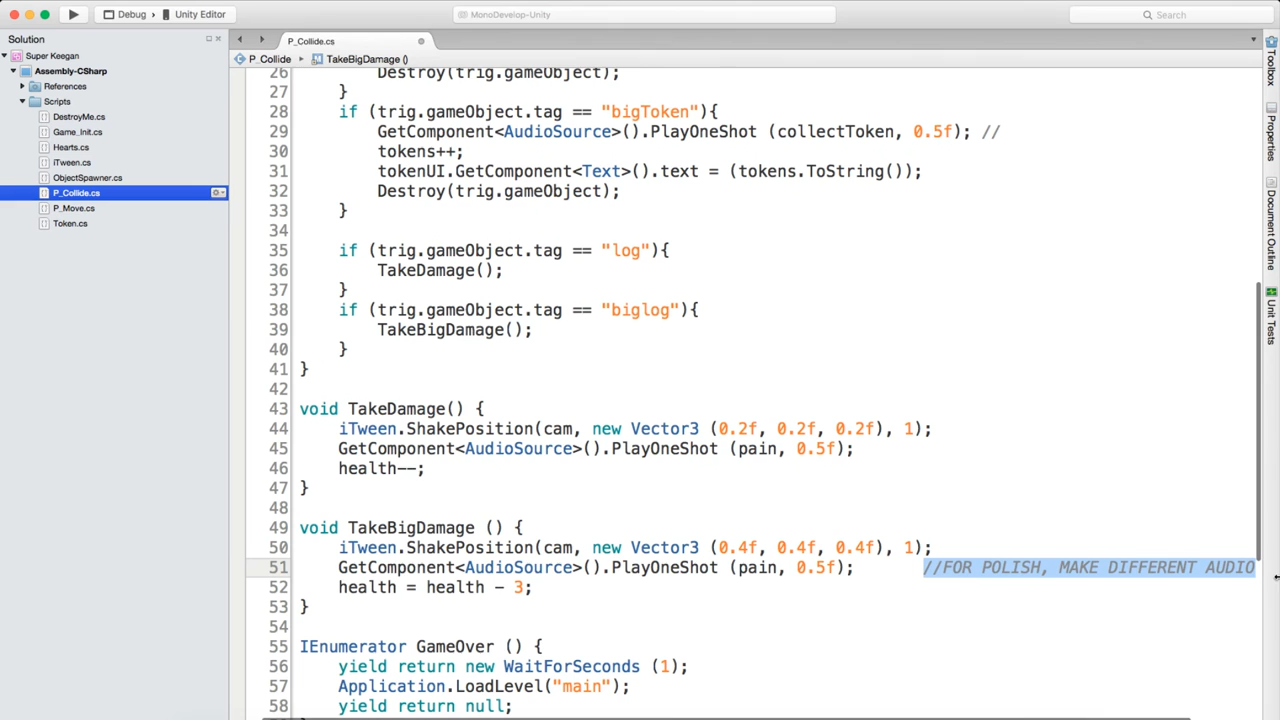 Debug > Unity Editor
MonoDevelop-Unity
Search
Solution
P_Collide.cs
P_Collide
TakeBigDamage ()
Super Keegan
Assembly-CSharp
References
Scripts
DestroyMe.cs
Game_Init.cs
Hearts.cs
iTween.cs
ObjectSpawner.cs
P_Collide.cs
P_Move.cs
Token.cs
26 Destroy(trig.gameObject);
27 }
28 if (trig.gameObject.tag == "bigToken"){
29 GetComponent<AudioSource>().PlayOneShot (collectToken, 0.5f); //
30 tokens++;
31 tokenUI.GetComponent<Text>().text = (tokens.ToString());
32 Destroy(trig.gameObject);
33 }
34
35 if (trig.gameObject.tag == "log"){
36 TakeDamage();
37 }
38 if (trig.gameObject.tag == "biglog"){
39 TakeBigDamage();
40 }
41 }
42
43 void TakeDamage() {
44 iTween.ShakePosition(cam, new Vector3 (0.2f, 0.2f, 0.2f), 1);
45 GetComponent<AudioSource>().PlayOneShot (pain, 0.5f);
46 health--;
47 }
48
49 void TakeBigDamage () {
50 iTween.ShakePosition(cam, new Vector3 (0.4f, 0.4f, 0.4f), 1);
51 GetComponent<AudioSource>().PlayOneShot (pain, 0.5f); //FOR POLISH, MAKE DIFFERENT AUDIO
52 health = health - 3;
53 }
54
55 IEnumerator GameOver () {
56 yield return new WaitForSeconds (1);
57 Application.LoadLevel("main");
58 yield return null;
Toolbox
Properties
Document Outline
Unit Tests